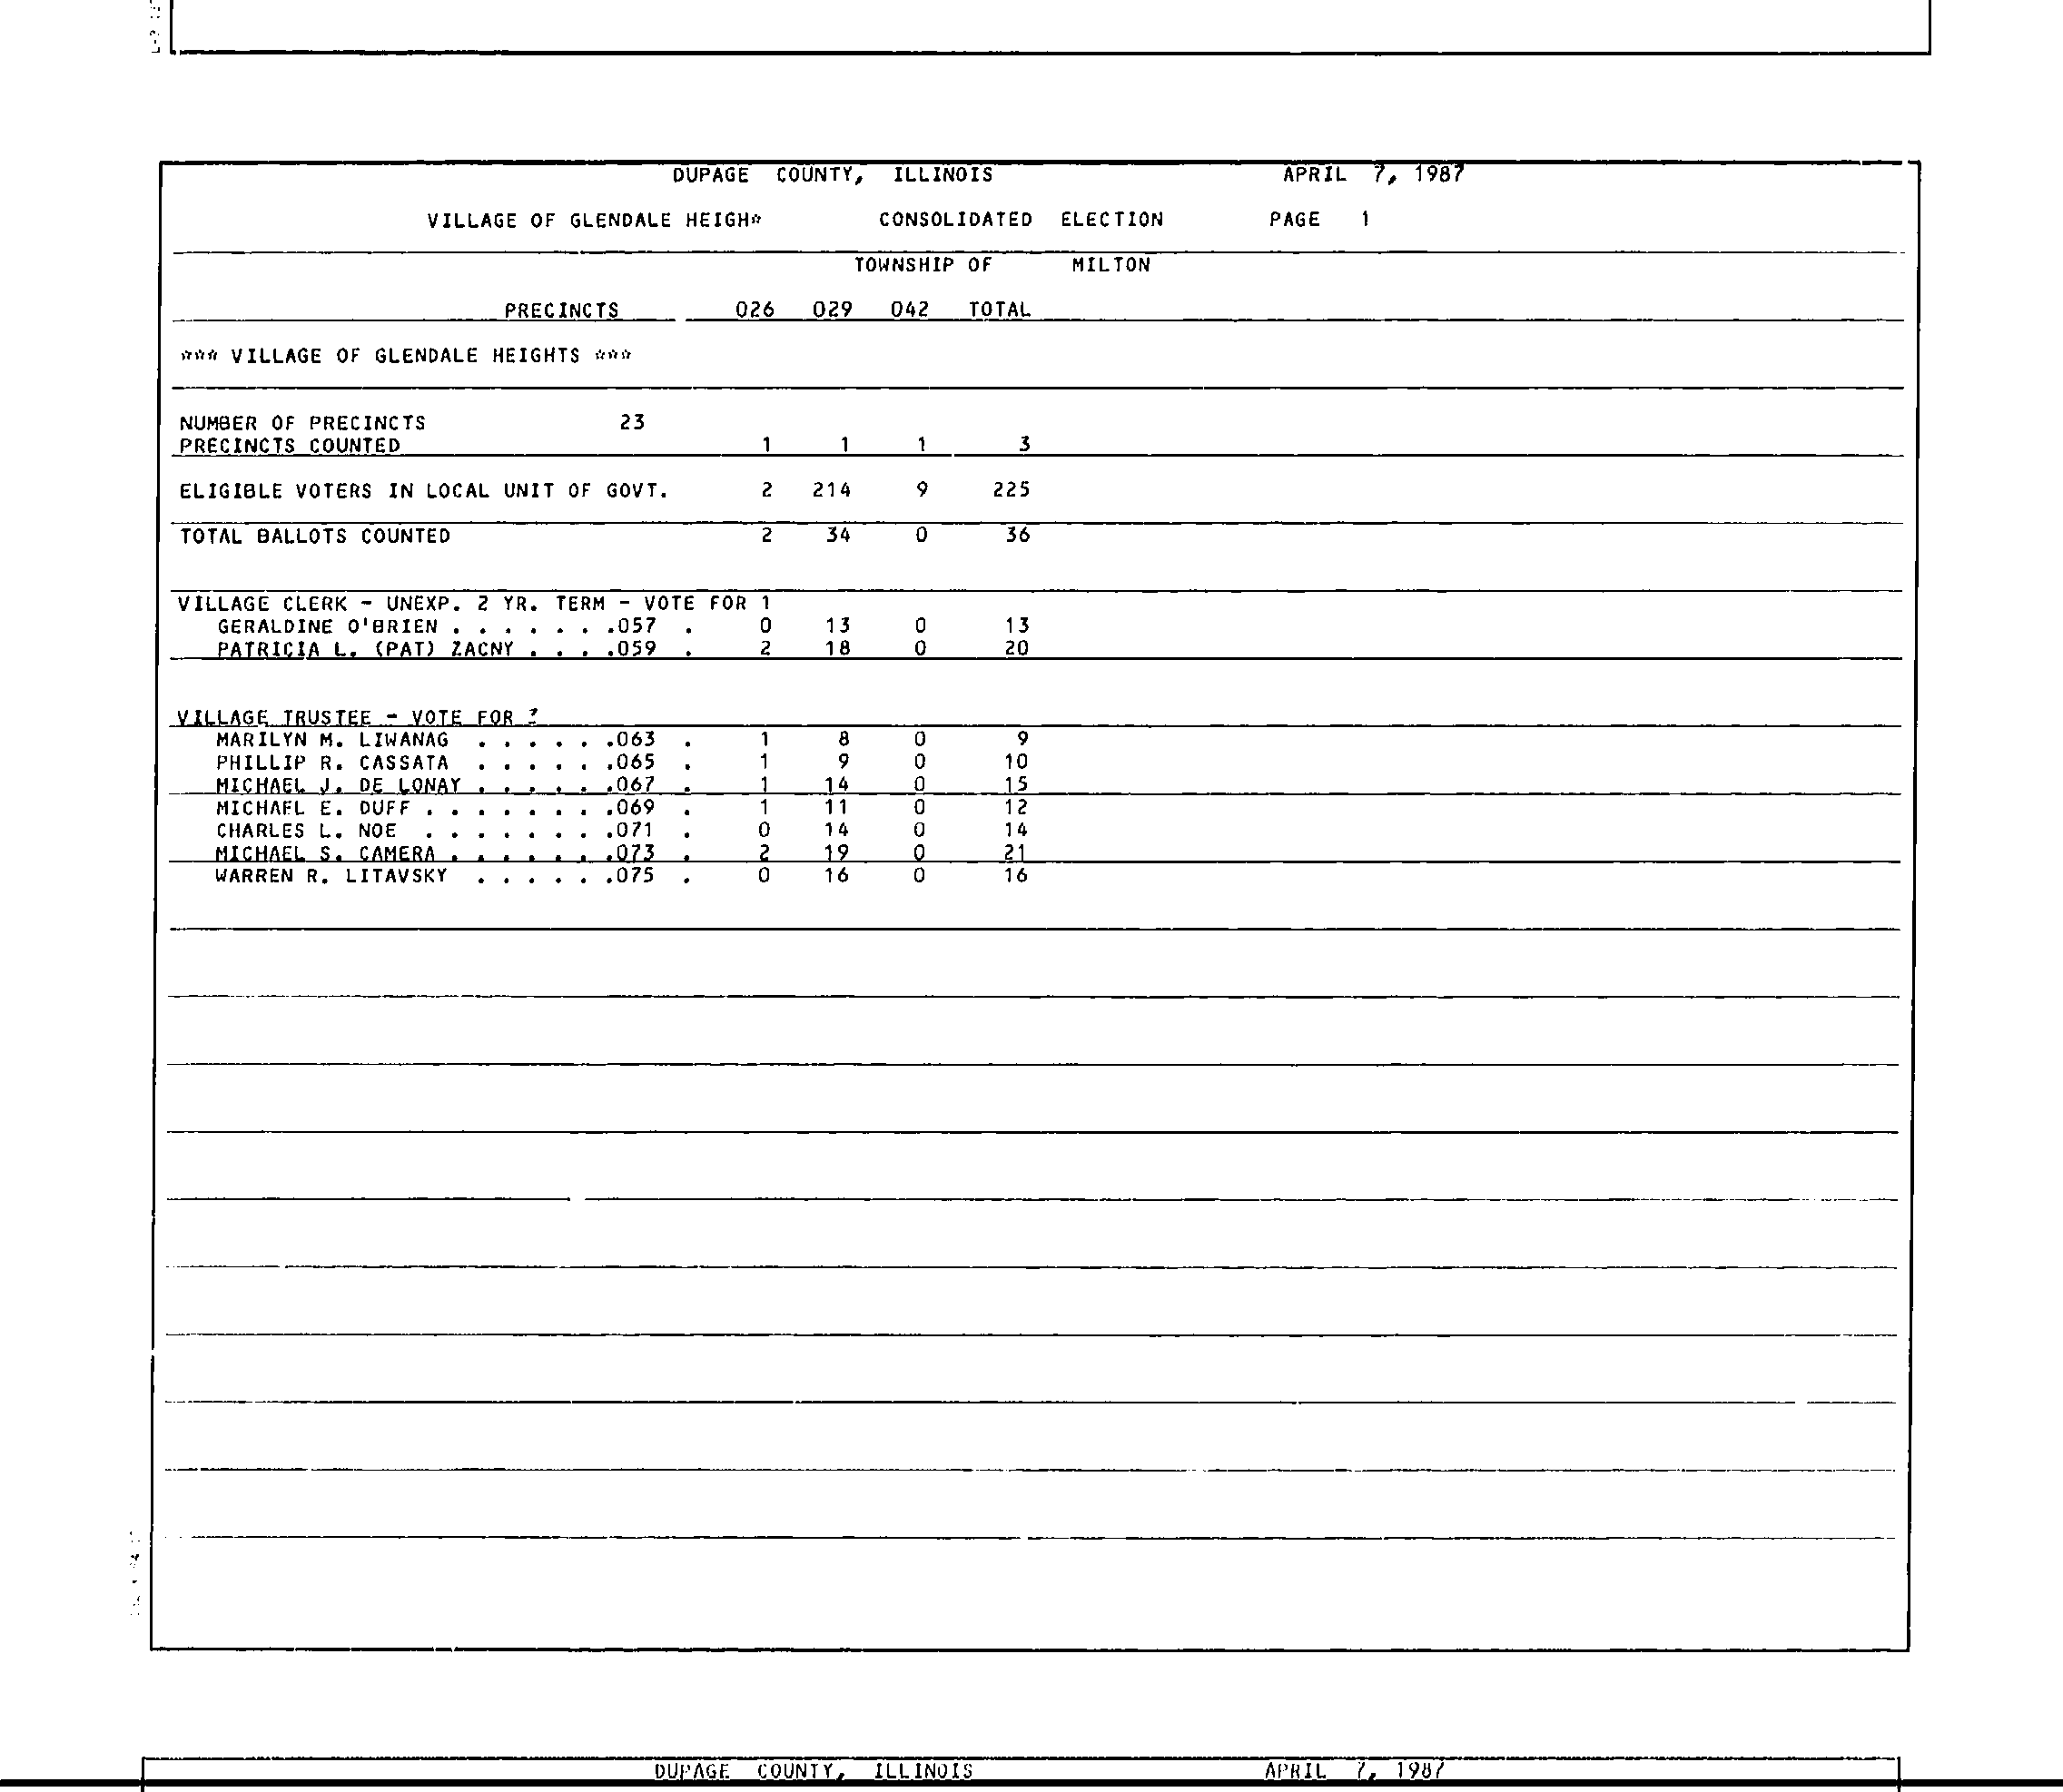 DUPAGE COUNTY, ILLINOIS APRIL 7, 1987
VILLAGE OF GLENDALE HEIGH* CONSOLIDATED ELECTION PAGE 1
TOWNSHIP OF MILTON
PRECINCTS 026 029 042 TOTAL
*** VILLAGE OF GLENDALE HEIGHTS ***
NUMBER OF PRECINCTS 23
PRECINCTS COUNTED 1 1 1 3
ELIGIBLE VOTERS IN LOCAL UNIT OF GOVT. 2 214 9 225
TOTAL BALLOTS COUNTED 2 34 0 36
VILLAGE CLERK - UNEXP. 2 YR. TERM - VOTE FOR 1
GERALDINE O'BRIEN . . . . . . .057 . 0 13 0 13
PATRICIA L. (PAT) ZACNY . . . .059 . 2 18 0 20
VILLAGE TRUSTEE - VOTE FOR
MARILYN M. LIWANAG . . . . . .063 . 1 8 0 9
PHILLIP R. CASSATA . . . . . .065 . 1 9 0 10
MICHAEL J. DE LONAY . . . . . .067 . 1 14 0 15
MICHAEL E. DUFF . . . . . . . .069 . 1 11 0 12
CHARLES L. NOE . . . . . . . .071 . 0 14 0 14
MICHAEL S. CAMERA . . . . . . .073 . 2 19 0 21
WARREN R. LITAVSKY . . . . . .075 . 0 16 0 16
DUPAGE COUNTY, ILLINOIS APRIL 7, 1987